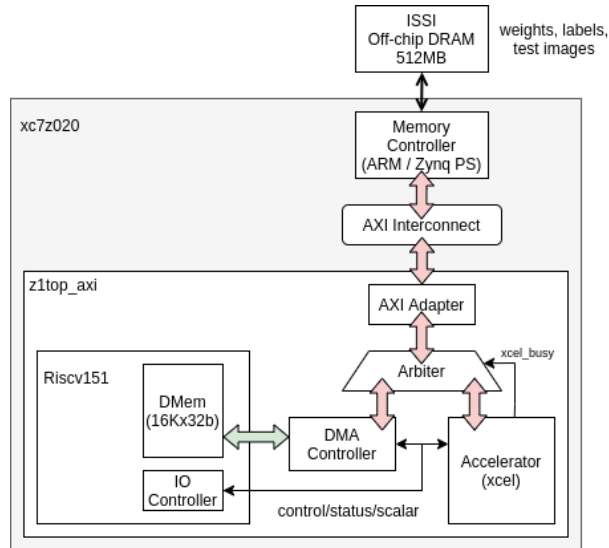 ISSI
Off-chip DRAM
512MB
weights, labels,
test images
xc7z020
Memory
Controller
(ARM / Zynq PS)
AXI Interconnect
z1top_axi
AXI Adapter
xcel_busy
Arbiter
Riscv151
DMem
(16Kx32b)
DMA
Controller
Accelerator
(xcel)
IO
Controller
control/status/scalar